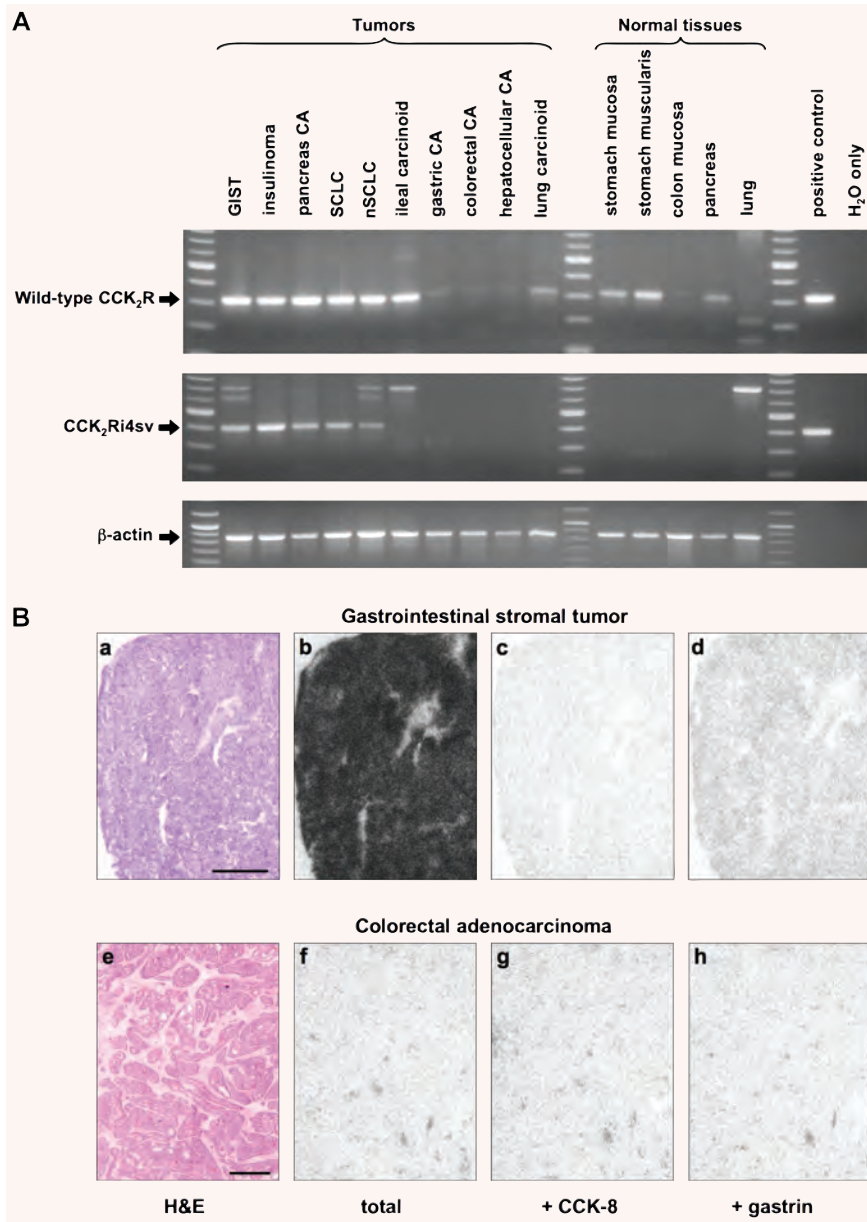 A
Tumors
Normal tissues
GIST
insulinoma
pancreas CA
SCLC
nSCLC
ileal carcinoid
gastric CA
colorectal CA
hepatocellular CA
lung carcinoid
stomach mucosa
stomach muscularis
colon mucosa
pancreas
lung
positive control
H₂O only
Wild-type CCK₂R
CCK₂Ri4sv
β-actin
B
Gastrointestinal stromal tumor
a b c d
Colorectal adenocarcinoma
e f g h
H&E total + CCK-8 + gastrin